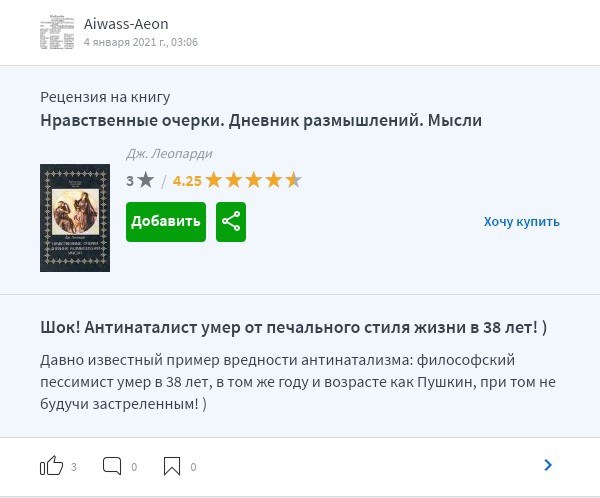 Aiwass-Aeon
4 января 2021 г., 03:06
Рецензия на книгу
Нравственные очерки. Дневник размышлений. Мысли
Дж. Леопарди
3 / 4.25
Добавить
Хочу купить
Шок! Антинаталист умер от печального стиля жизни в 38 лет! )
Давно известный пример вредности антинатализма: философский
пессимист умер в 38 лет, в том же году и возрасте как Пушкин, при том не
будучи застреленным! )
3 0 0